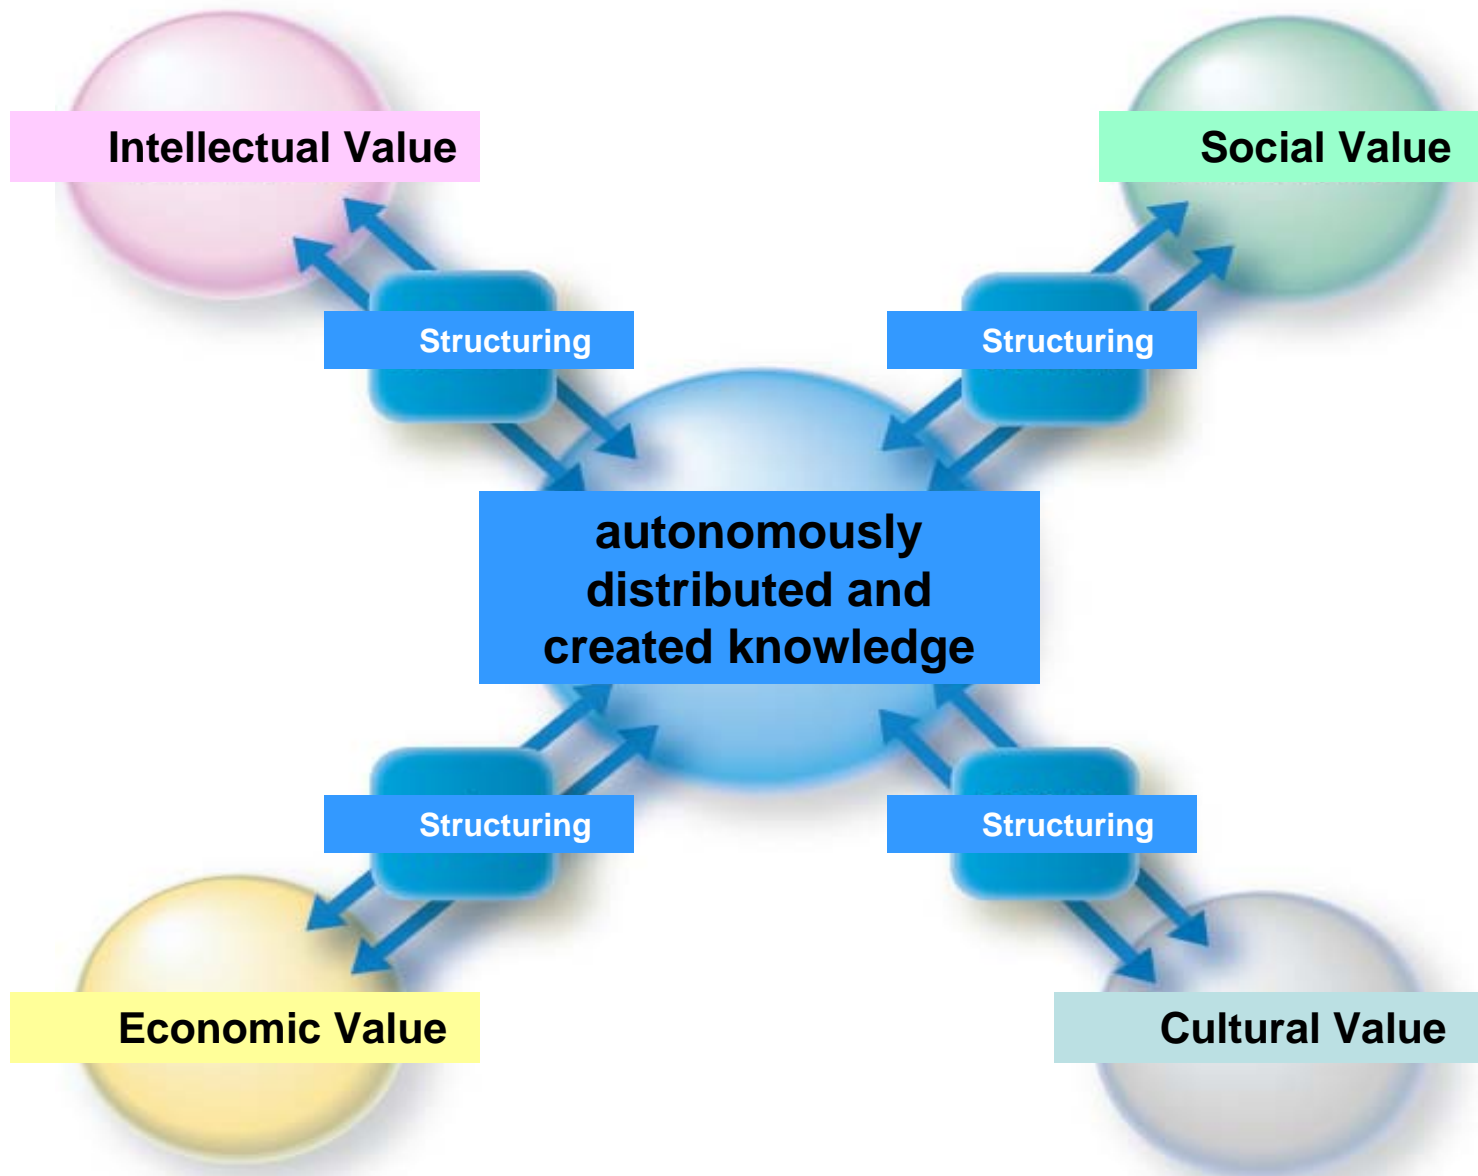 Intellectual Value
Social Value
Structuring
Structuring
autonomously
distributed and
created knowledge
Structuring
Structuring
Economic Value
Cultural Value